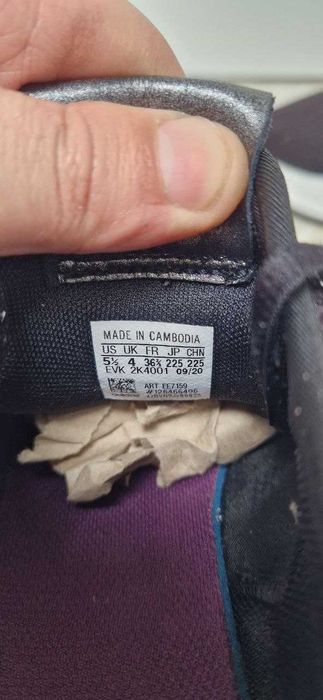 MADE IN CAMBODIA
US UK FR JP CHN
5½ 4 36⅔ 225 225
EVK 2K4001 09/20
ART EE7159
#126466496